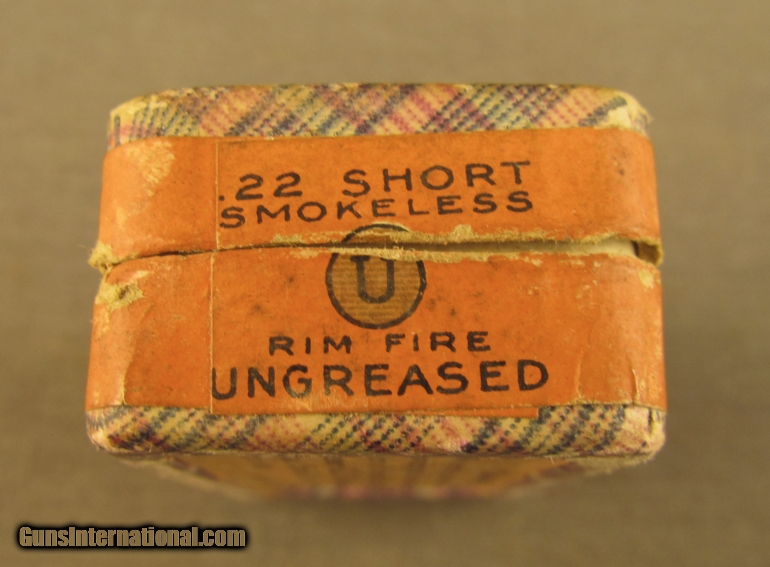 .22 SHORT
SMOKELESS
U
RIM FIRE
UNGREASED
GunsInternational.com